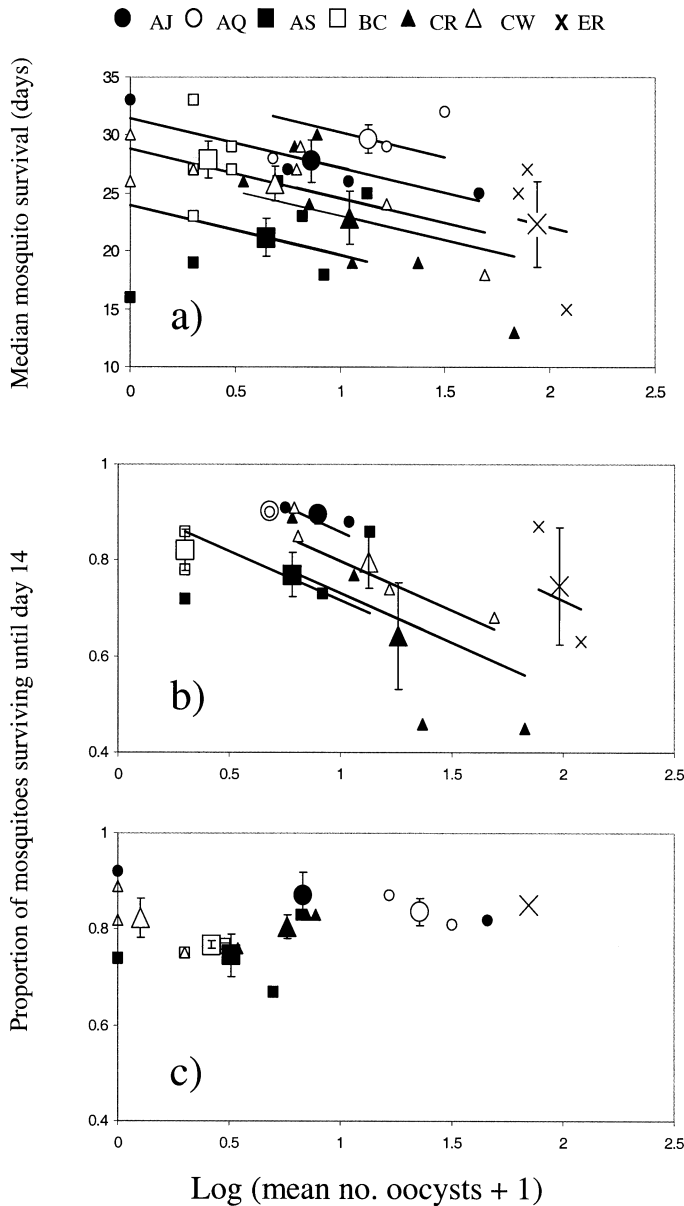 AJ AQ AS BC CR CW ER
Median mosquito survival (days)
35
30
25
20
15
10
a)
0 0.5 1 1.5 2 2.5
Proportion of mosquitoes surviving until day 14
1
0.8
0.6
0.4
b)
0 0.5 1 1.5 2 2.5
1
0.8
0.6
0.4
c)
0 0.5 1 1.5 2 2.5
Log (mean no. oocysts + 1)